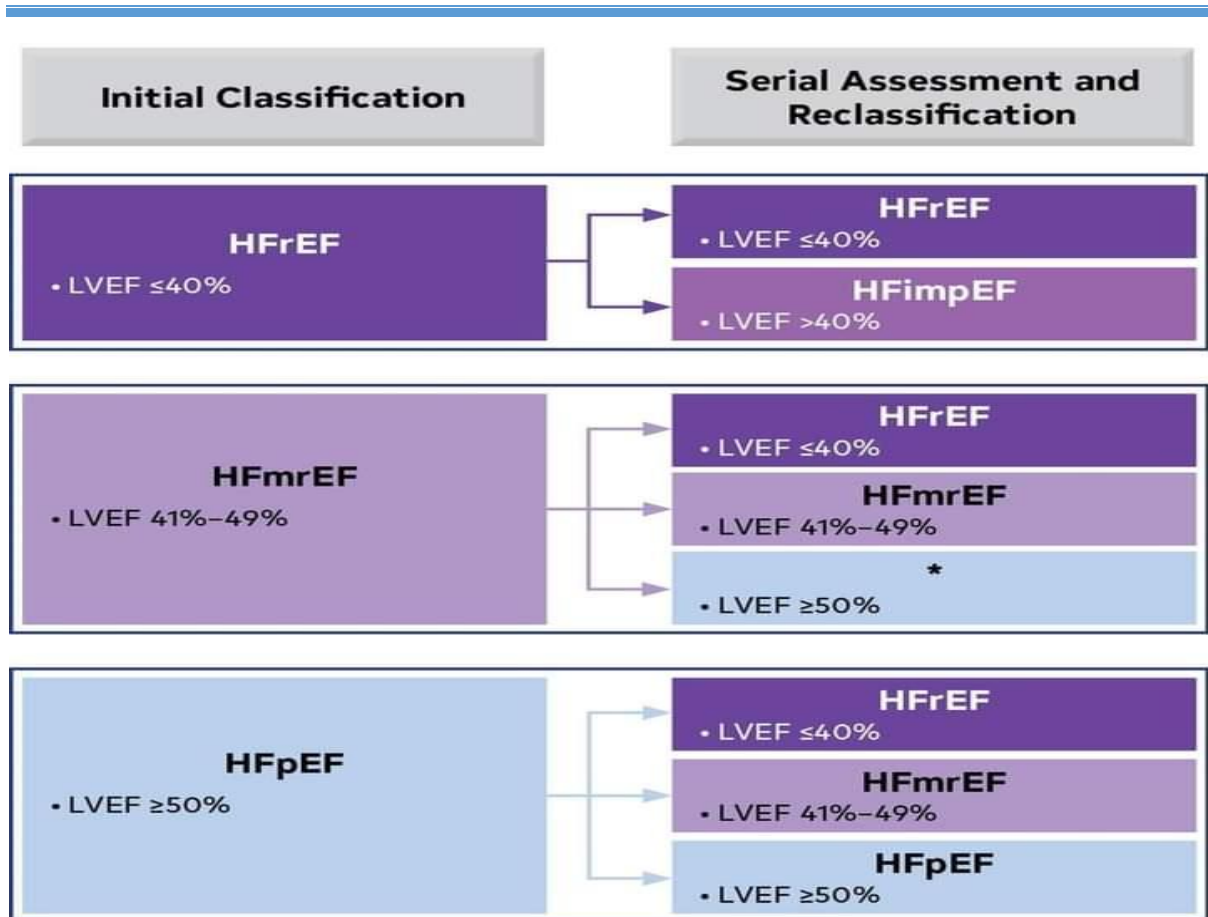 Initial Classification
Serial Assessment and
Reclassification
HFrEF
• LVEF ≤40%
HFrEF
• LVEF ≤40%
HFimpEF
• LVEF >40%
HFmrEF
• LVEF 41%–49%
HFrEF
• LVEF ≤40%
HFmrEF
• LVEF 41%–49%
*
• LVEF ≥50%
HFpEF
• LVEF ≥50%
HFrEF
• LVEF ≤40%
HFmrEF
• LVEF 41%–49%
HFpEF
• LVEF ≥50%